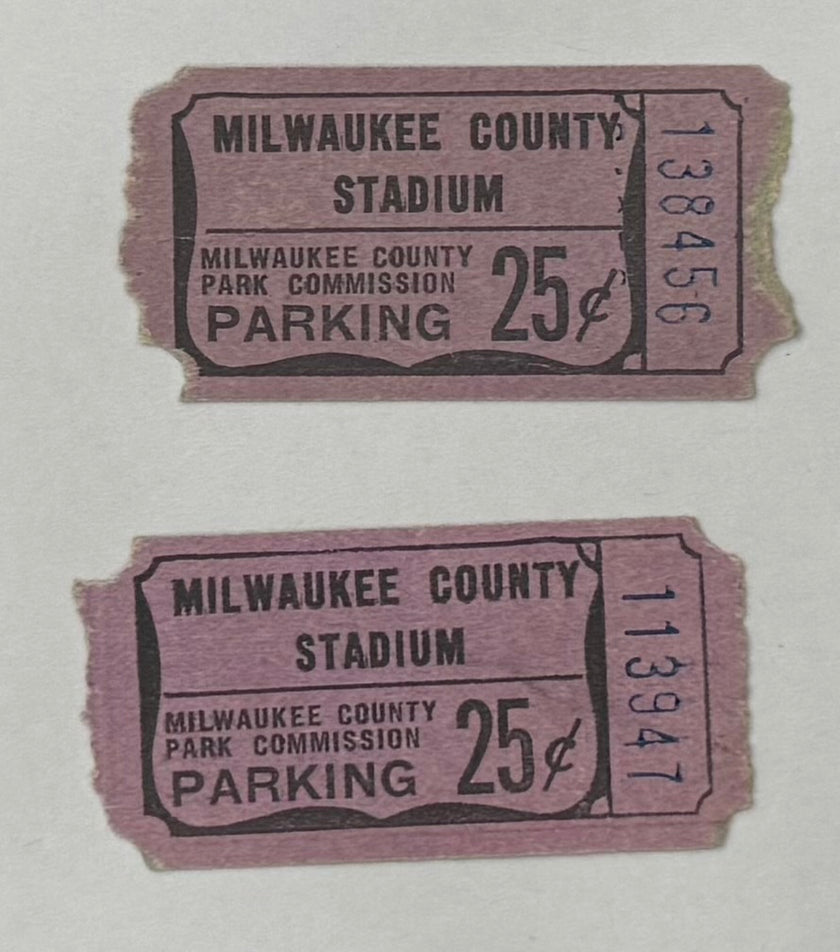 MILWAUKEE COUNTY
STADIUM
MILWAUKEE COUNTY
PARK COMMISSION
PARKING 25¢
138456
MILWAUKEE COUNTY
STADIUM
MILWAUKEE COUNTY
PARK COMMISSION
PARKING 25¢
113947